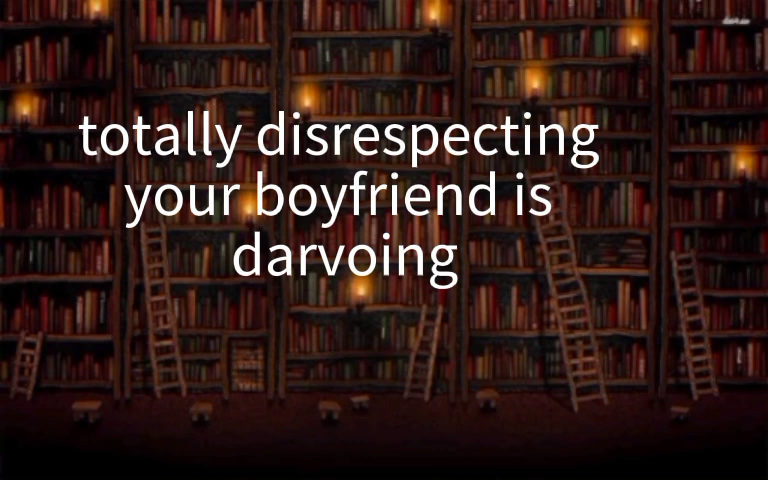 totally disrespecting
your boyfriend is
darvoing